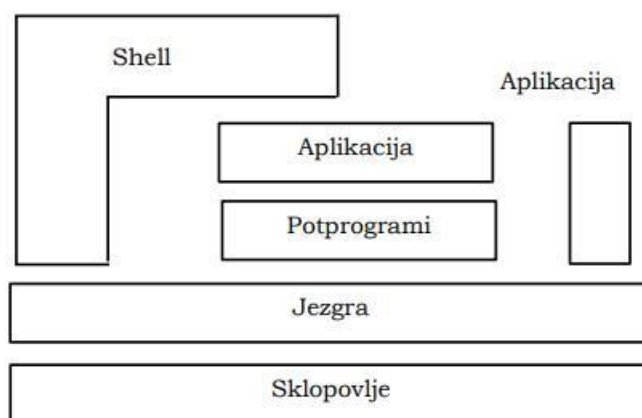 Shell
Aplikacija
Aplikacija
Potprogrami
Jezgra
Sklopovlje